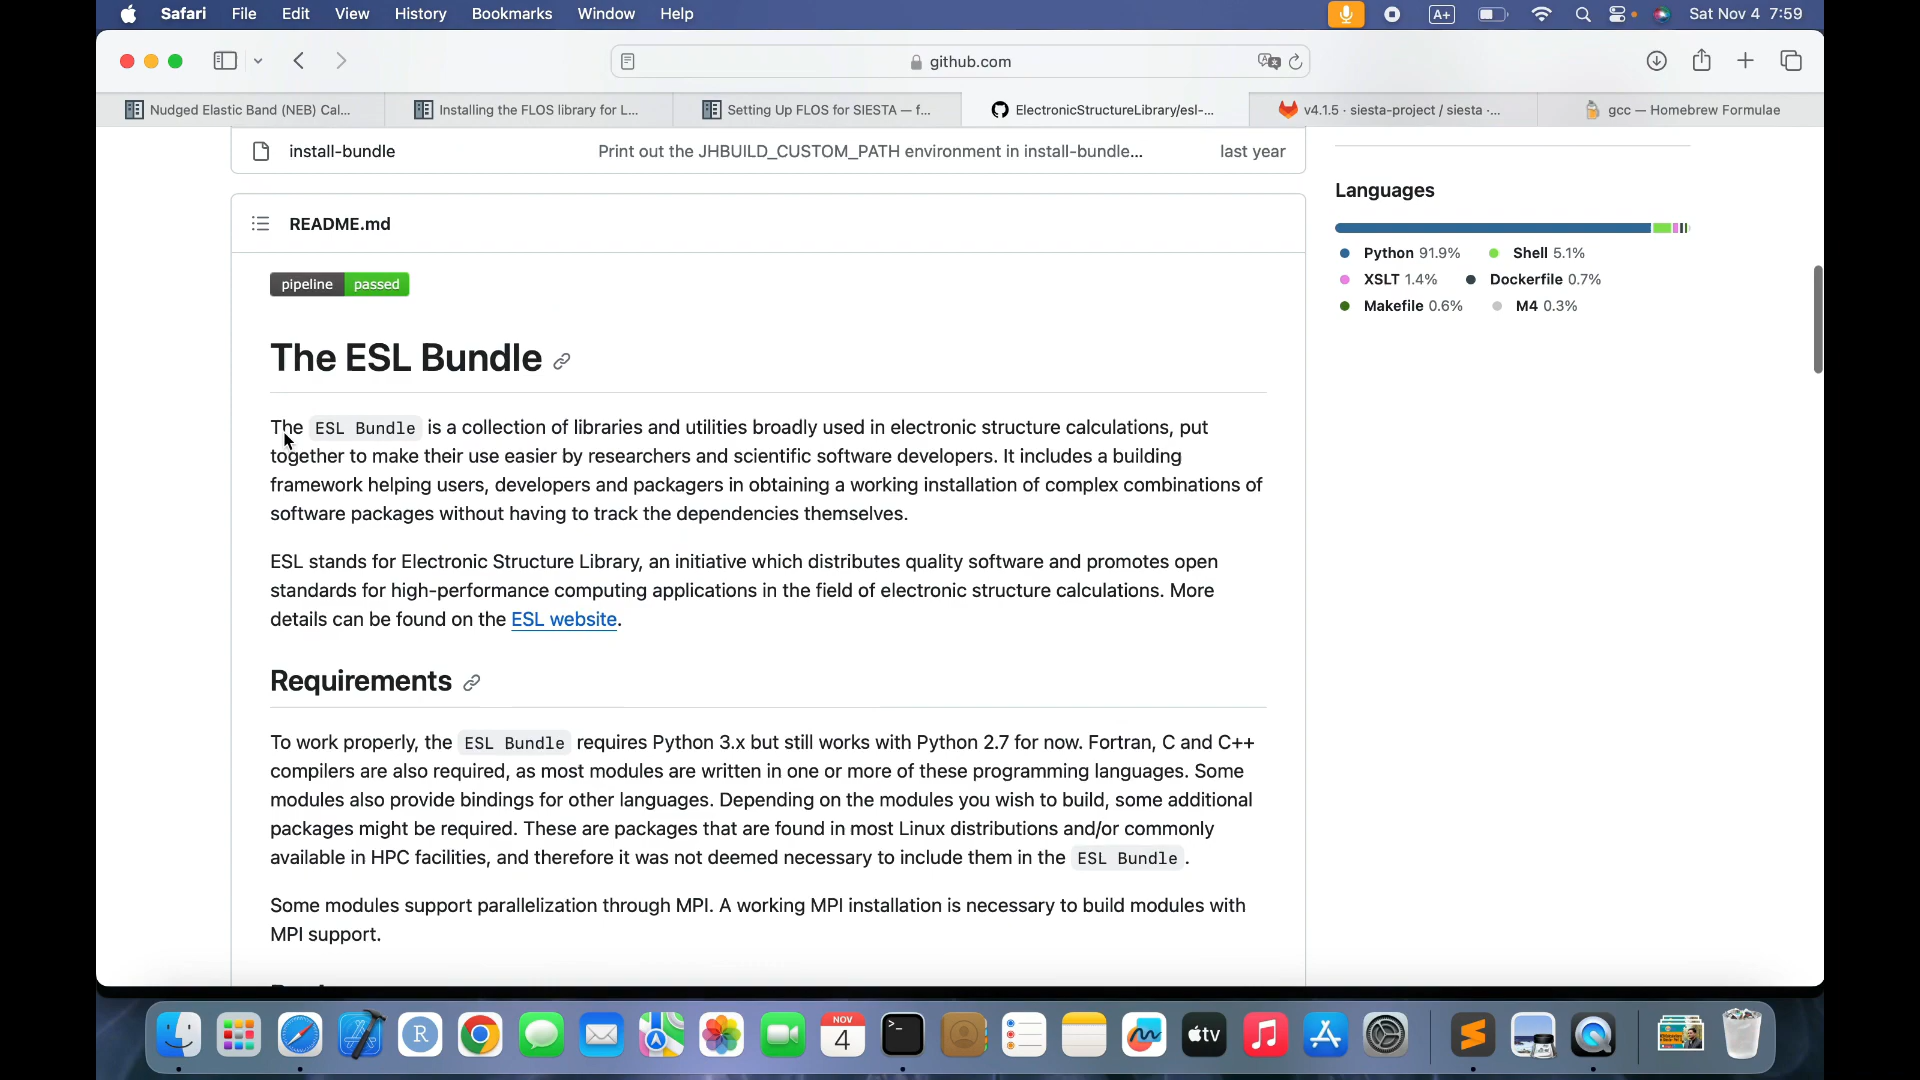 Safari File Edit View History Bookmarks Window Help A+ Sat Nov 4 7:59
github.com
Nudged Elastic Band (NEB) Cal... Installing the FLOS library for L... Setting Up FLOS for SIESTA — f... ElectronicStructureLibrary/esl-... v4.1.5 · siesta-project / siesta ·... gcc — Homebrew Formulae
install-bundle Print out the JHBUILD_CUSTOM_PATH environment in install-bundle... last year
README.md
pipeline passed
The ESL Bundle
The ESL Bundle is a collection of libraries and utilities broadly used in electronic structure calculations, put
together to make their use easier by researchers and scientific software developers. It includes a building
framework helping users, developers and packagers in obtaining a working installation of complex combinations of
software packages without having to track the dependencies themselves.
ESL stands for Electronic Structure Library, an initiative which distributes quality software and promotes open
standards for high-performance computing applications in the field of electronic structure calculations. More
details can be found on the ESL website.
Requirements
To work properly, the ESL Bundle requires Python 3.x but still works with Python 2.7 for now. Fortran, C and C++
compilers are also required, as most modules are written in one or more of these programming languages. Some
modules also provide bindings for other languages. Depending on the modules you wish to build, some additional
packages might be required. These are packages that are found in most Linux distributions and/or commonly
available in HPC facilities, and therefore it was not deemed necessary to include them in the ESL Bundle.
Some modules support parallelization through MPI. A working MPI installation is necessary to build modules with
MPI support.
Languages
Python 91.9% Shell 5.1%
XSLT 1.4% Dockerfile 0.7%
Makefile 0.6% M4 0.3%
NOV
4
R
tv